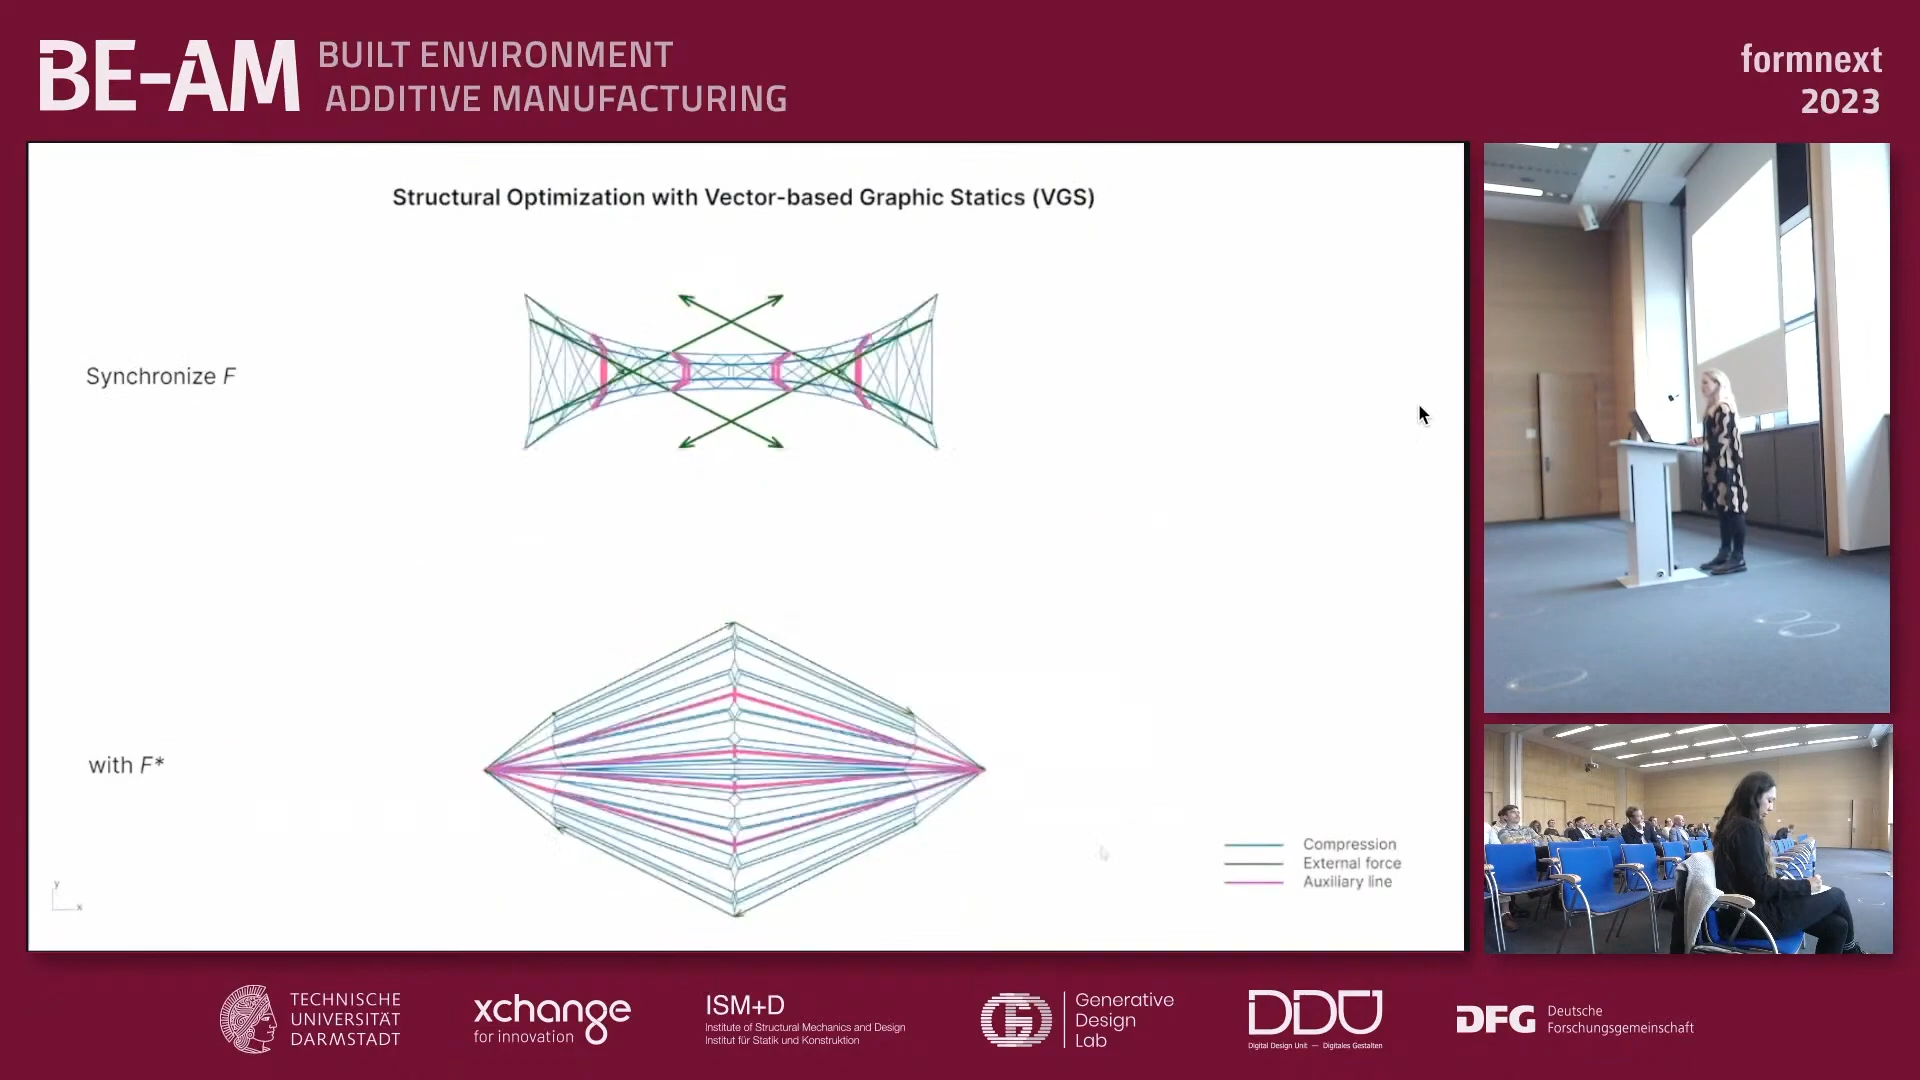 BE-AM
BUILT ENVIRONMENT
ADDITIVE MANUFACTURING
formnext
2023
Structural Optimization with Vector-based Graphic Statics (VGS)
Synchronize F
with F*
Compression
External force
Auxiliary line
y
x
TECHNISCHE
UNIVERSITÄT
DARMSTADT
xchange
for innovation
ISM+D
Institute of Structural Mechanics and Design
Institut für Statik und Konstruktion
Generative
Design
Lab
DDU
Digital Design Unit — Digitales Gestalten
DFG
Deutsche
Forschungsgemeinschaft